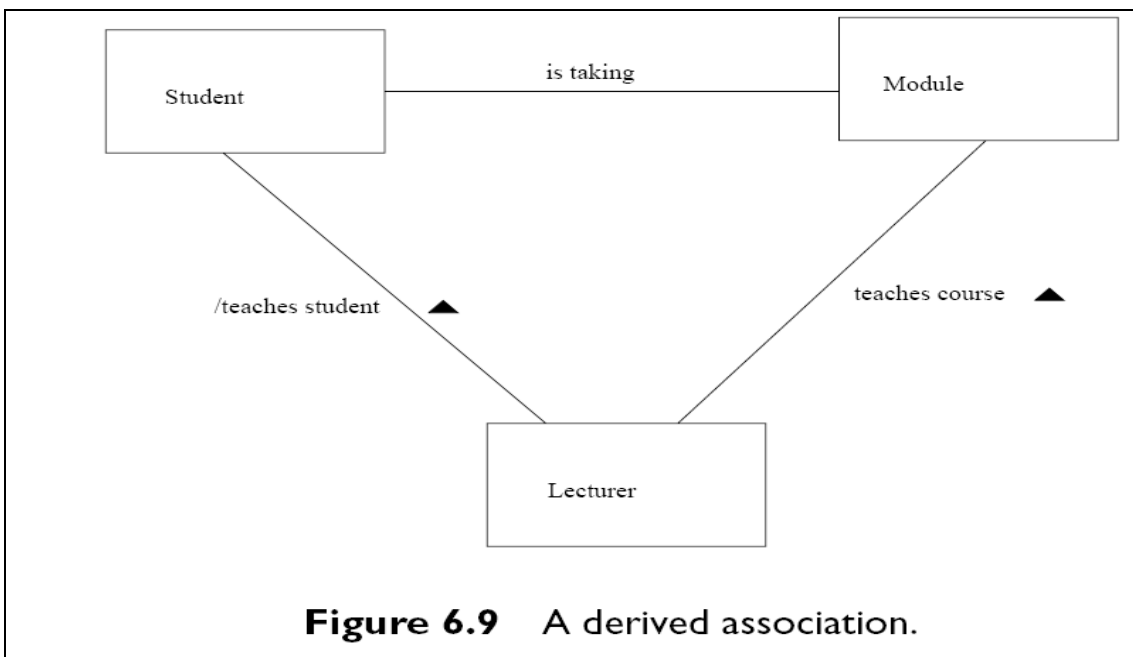 is taking
Student
Module
/teaches student
teaches course
Lecturer
Figure 6.9 A derived association.